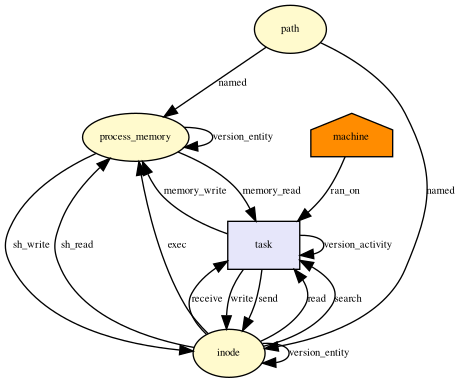 path
named
process_memory
version_entity
machine
memory_write
memory_read
ran_on
named
sh_write
sh_read
exec
task
version_activity
receive
write
send
read
search
inode
version_entity